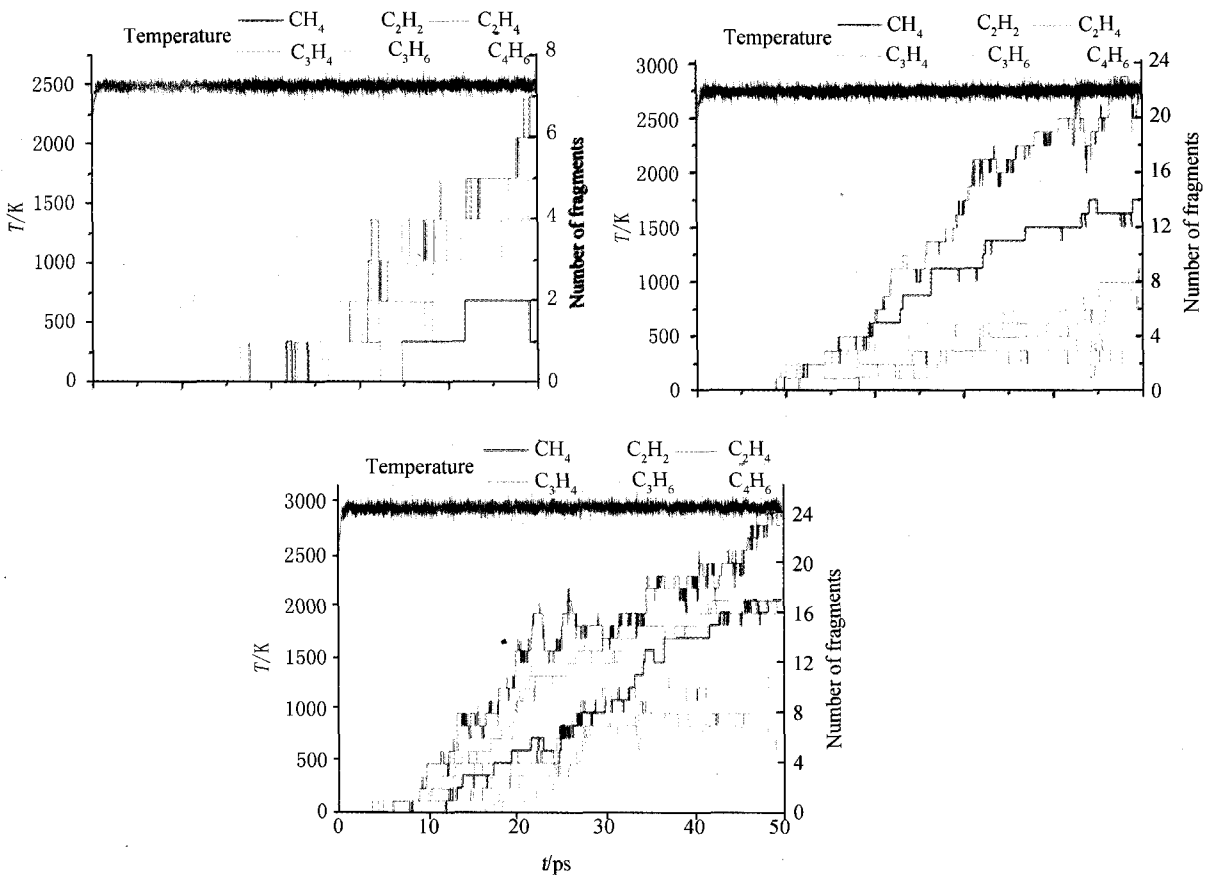 Temperature CH₄ C₂H₂ C₂H₄
C₃H₄ C₃H₆ C₄H₆
2500
2000
1500
1000
500
0
T/K
8
6
4
2
0
Number of fragments
Temperature CH₄ C₂H₂ C₂H₄
C₃H₄ C₃H₆ C₄H₆
3000
2500
2000
1500
1000
500
0
T/K
24
20
16
12
8
4
0
Number of fragments
Temperature CH₄ C₂H₂ C₂H₄
C₃H₄ C₃H₆ C₄H₆
3000
2500
2000
1500
1000
500
0
T/K
24
20
16
12
8
4
0
Number of fragments
0 10 20 30 40 50
t/ps